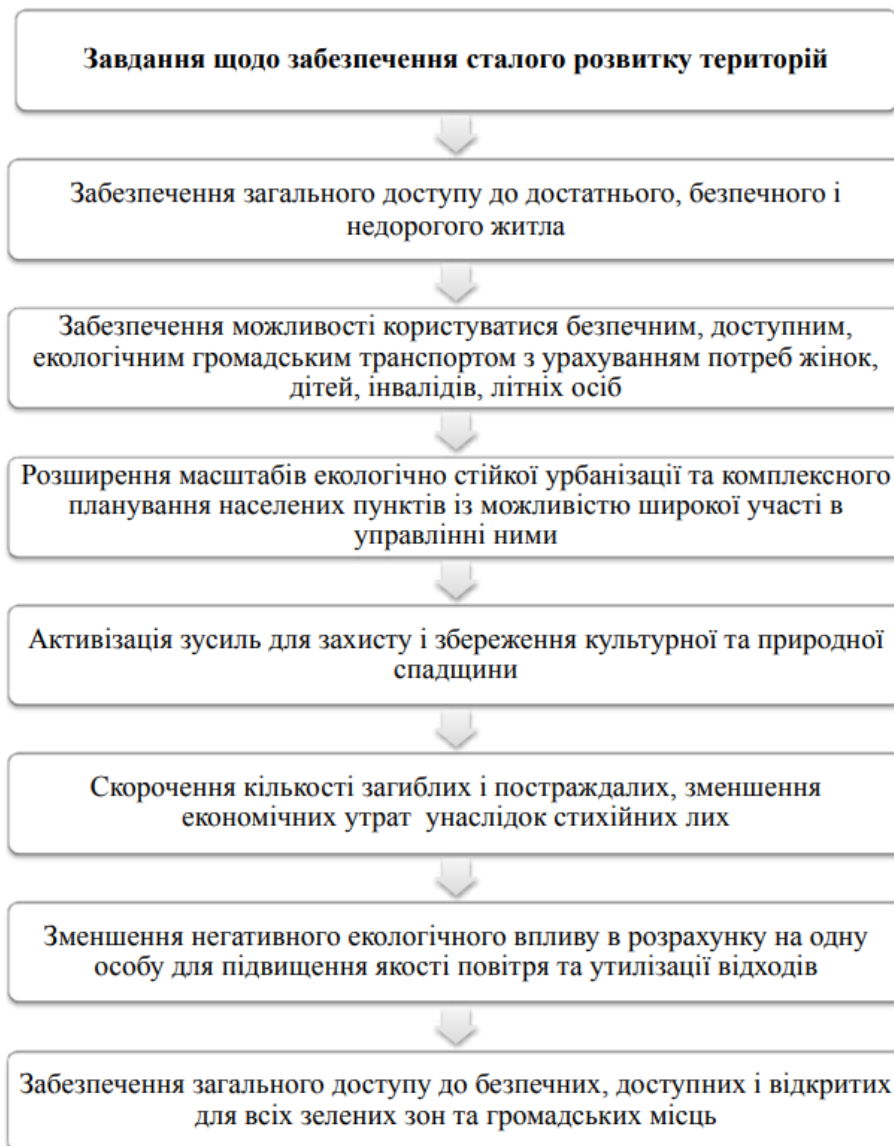 Завдання щодо забезпечення сталого розвитку територій
Забезпечення загального доступу до достатнього, безпечного і
недорогого житла
Забезпечення можливості користуватися безпечним, доступним,
екологічним громадським транспортом з урахуванням потреб жінок,
дітей, інвалідів, літніх осіб
Розширення масштабів екологічно стійкої урбанізації та комплексного
планування населених пунктів із можливістю широкої участі в
управлінні ними
Активізація зусиль для захисту і збереження культурної та природної
спадщини
Скорочення кількості загиблих і постраждалих, зменшення
економічних утрат унаслідок стихійних лих
Зменшення негативного екологічного впливу в розрахунку на одну
особу для підвищення якості повітря та утилізації відходів
Забезпечення загального доступу до безпечних, доступних і відкритих
для всіх зелених зон та громадських місць